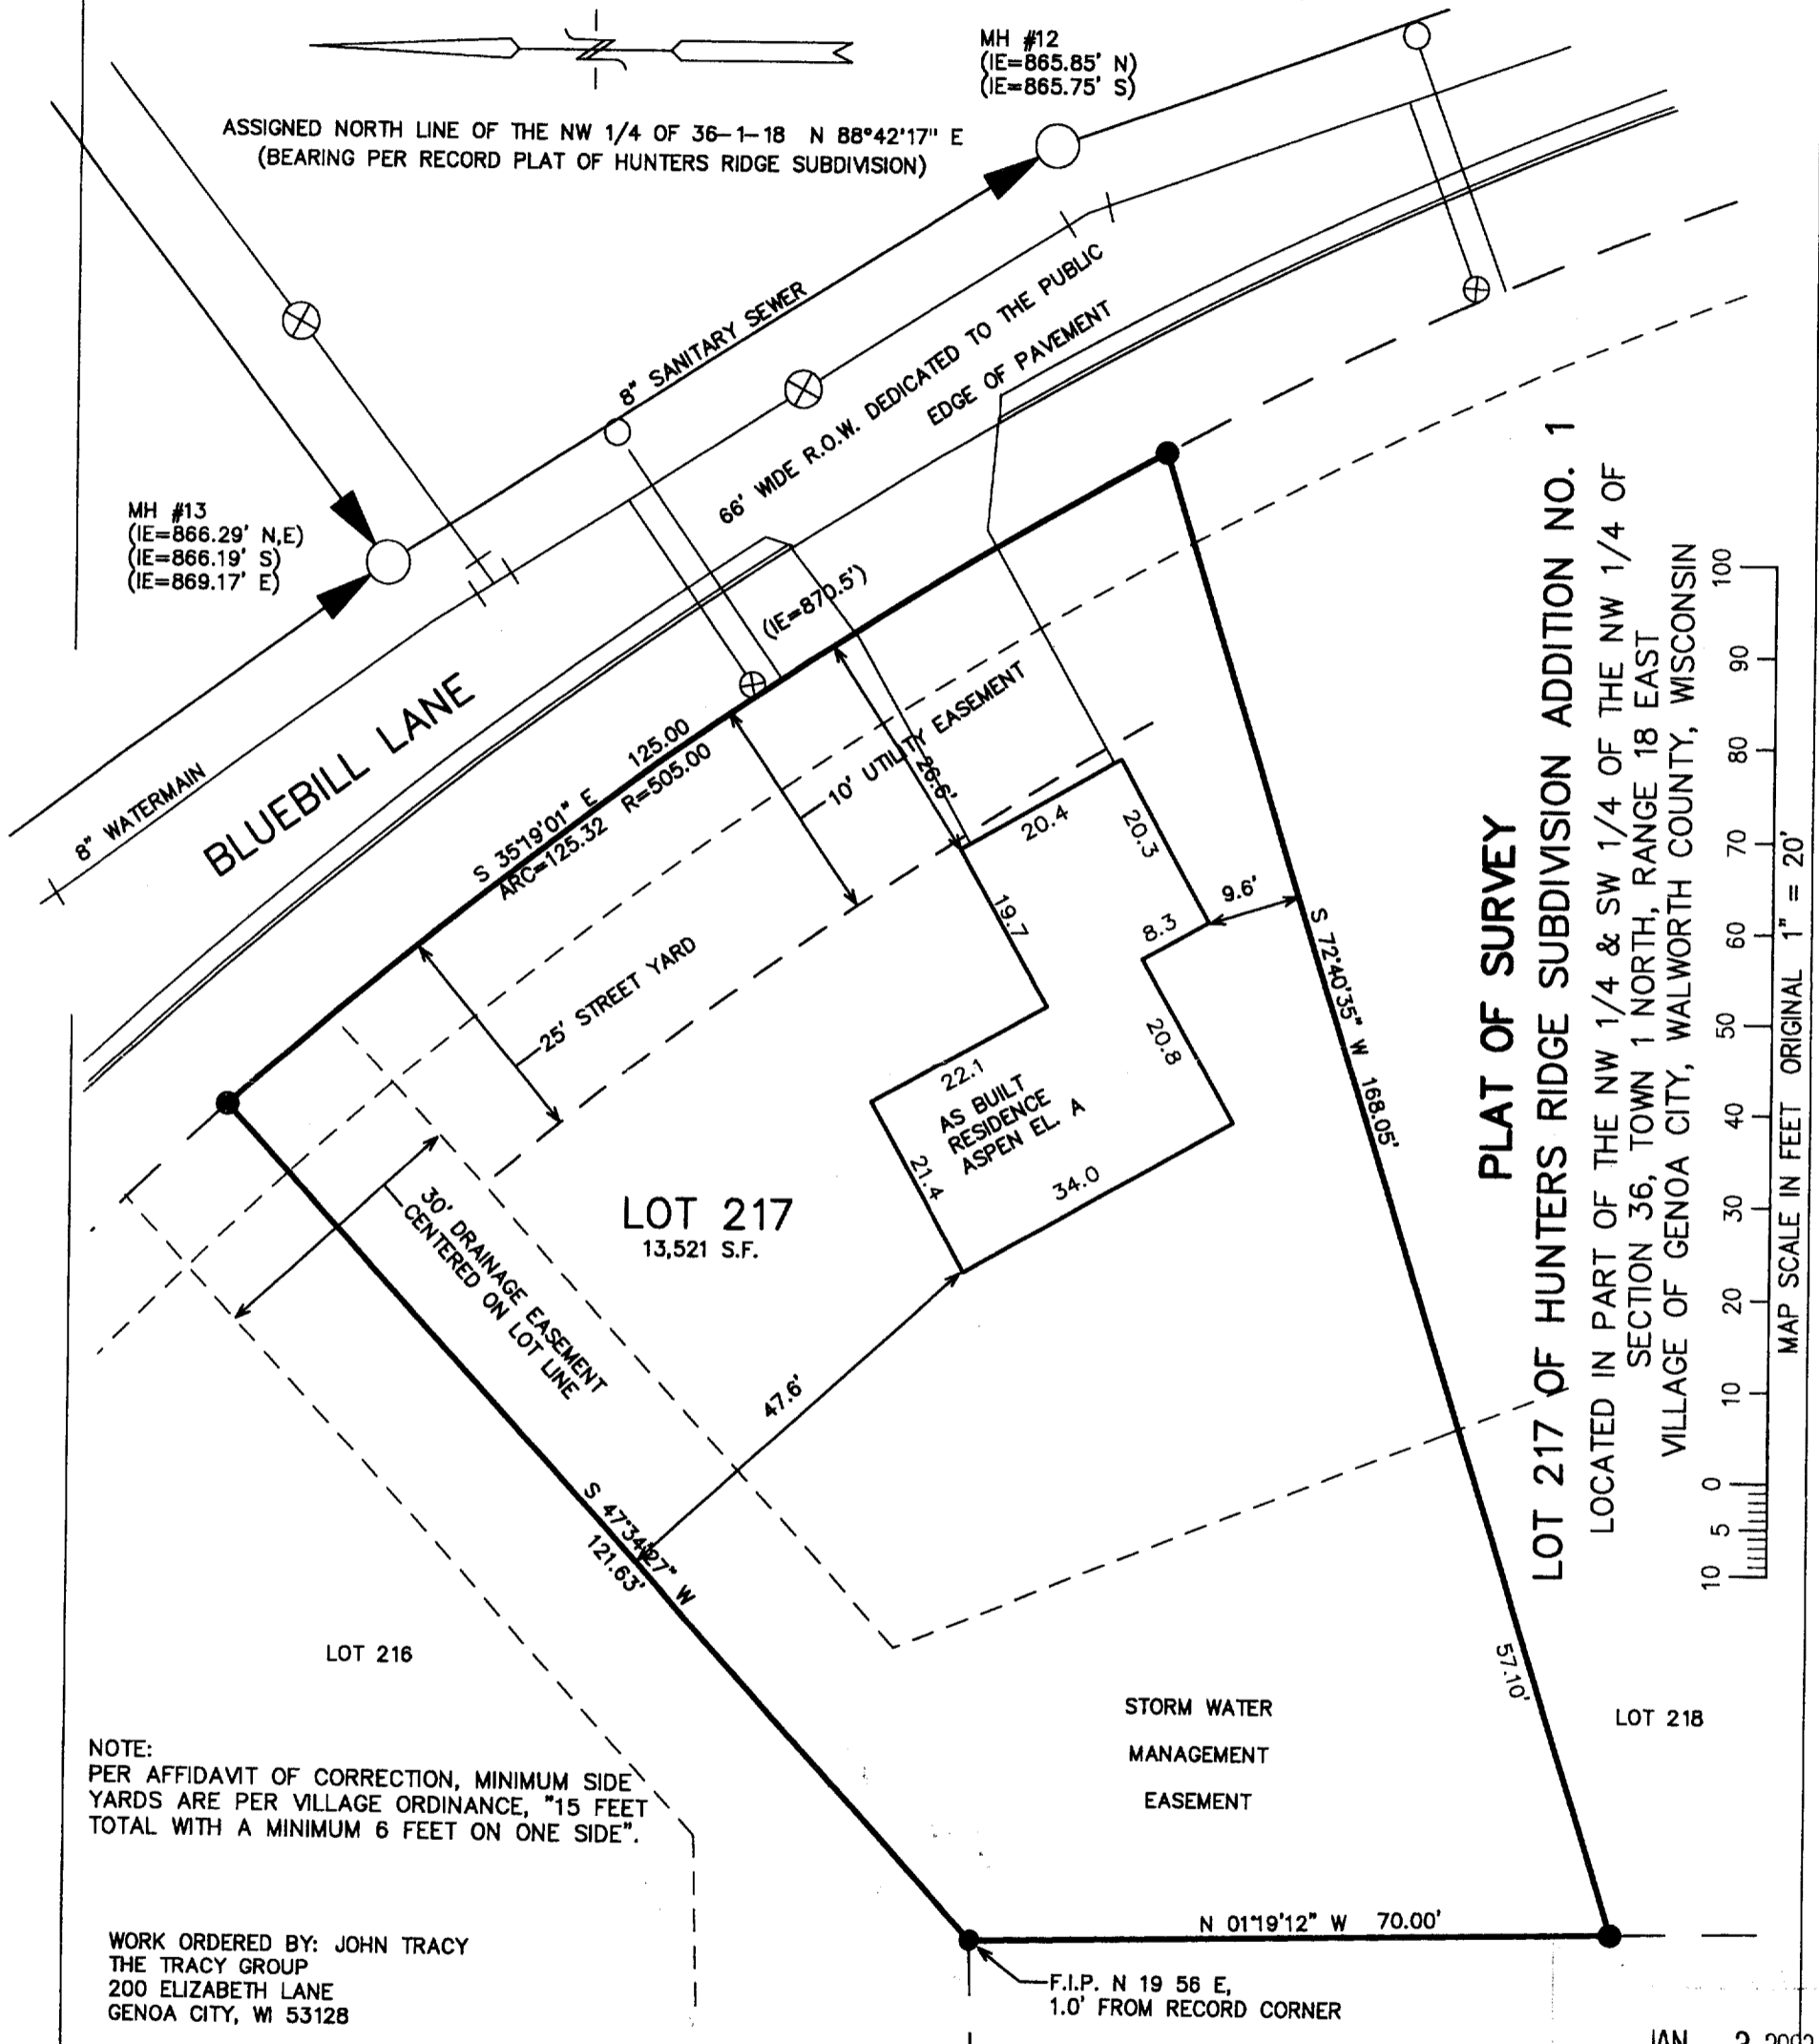 MH #12
(IE=865.85' N)
(IE=865.75' S)
ASSIGNED NORTH LINE OF THE NW 1/4 OF 36-1-18 N 88°42'17" E
(BEARING PER RECORD PLAT OF HUNTERS RIDGE SUBDIVISION)
8" SANITARY SEWER
66' WIDE R.O.W. DEDICATED TO THE PUBLIC
EDGE OF PAVEMENT
MH #13
(IE=866.29' N,E)
(IE=866.19' S)
(IE=869.17' E)
(IE=870.5')
8" WATERMAIN
BLUEBILL LANE
S 35°19'01" E 125.00
ARC=125.32 R=505.00
10' UTILITY EASEMENT
26.6'
20.4
20.3
9.6'
8.3
19.7
20.8
22.1
21.4
34.0
AS BUILT
RESIDENCE
ASPEN EL. A
25' STREET YARD
30' DRAINAGE EASEMENT
CENTERED ON LOT LINE
LOT 217
13,521 S.F.
47.6'
S 72°40'35" W 168.05'
57.10'
S 47°34'27" W
121.63'
LOT 216
LOT 218
STORM WATER
MANAGEMENT
EASEMENT
N 01°19'12" W 70.00'
F.I.P. N 19 56 E,
1.0' FROM RECORD CORNER
NOTE:
PER AFFIDAVIT OF CORRECTION, MINIMUM SIDE
YARDS ARE PER VILLAGE ORDINANCE, "15 FEET
TOTAL WITH A MINIMUM 6 FEET ON ONE SIDE".
WORK ORDERED BY: JOHN TRACY
THE TRACY GROUP
200 ELIZABETH LANE
GENOA CITY, WI 53128
PLAT OF SURVEY
LOT 217 OF HUNTERS RIDGE SUBDIVISION ADDITION NO. 1
LOCATED IN PART OF THE NW 1/4 & SW 1/4 OF THE NW 1/4 OF
SECTION 36, TOWN 1 NORTH, RANGE 18 EAST
VILLAGE OF GENOA CITY, WALWORTH COUNTY, WISCONSIN
10 5 0 10 20 30 40 50 60 70 80 90 100
MAP SCALE IN FEET ORIGINAL 1" = 20'
JAN